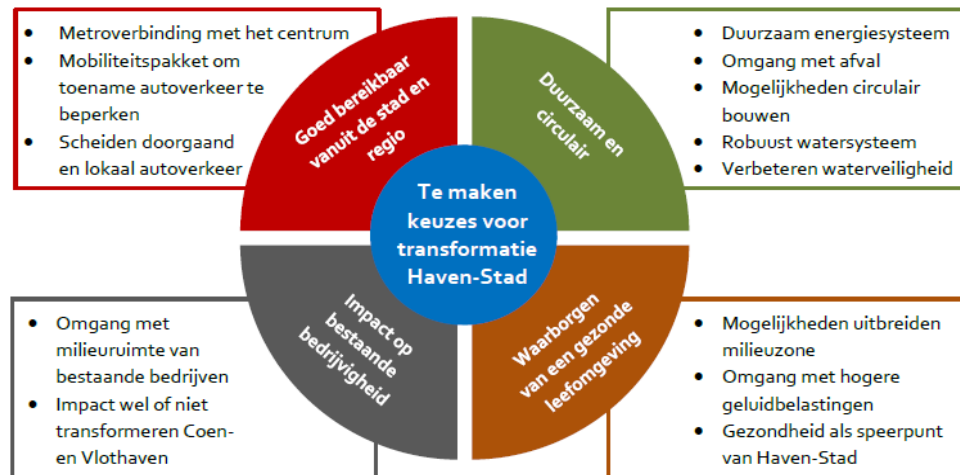 • Metroverbinding met het centrum
• Mobiliteitspakket om
toename autoverkeer te
beperken
• Scheiden doorgaand
en lokaal autoverkeer
Goed bereikbaar
vanuit de stad en
regio
Duurzaam en
circulair
• Duurzaam energiesysteem
• Omgang met afval
• Mogelijkheden circulair
bouwen
• Robuust watersysteem
• Verbeteren waterveiligheid
Te maken
keuzes voor
transformatie
Haven-Stad
• Omgang met
milieuruimte van
bestaande bedrijven
• Impact wel of niet
transformeren Coen-
en Vlothaven
Impact op
bestaande
bedrijvigheid
Waarborgen
van een gezonde
leefomgeving
• Mogelijkheden uitbreiden
milieuzone
• Omgang met hogere
geluidbelastingen
• Gezondheid als speerpunt
van Haven-Stad